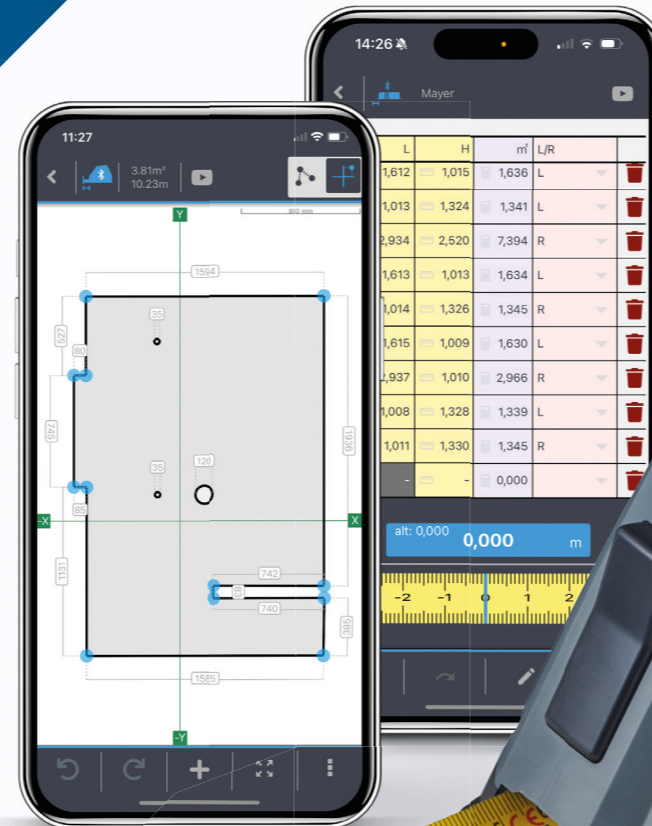 11:27
3.81m²
10.23m
Y
810 mm
1594
527
35
80
745
1936
35
120
85
-X
X
1131
742
83
740
385
1585
-Y
14:26
Mayer
L H m² L/R
1,612 1,015 1,636 L
1,013 1,324 1,341 L
2,934 2,520 7,394 R
1,613 1,013 1,634 L
1,014 1,326 1,345 R
1,615 1,009 1,630 L
2,937 1,010 2,966 R
1,008 1,328 1,339 L
1,011 1,330 1,345 R
- - 0,000
alt: 0,000
0,000 m
-2 -1 0 1 2
CE